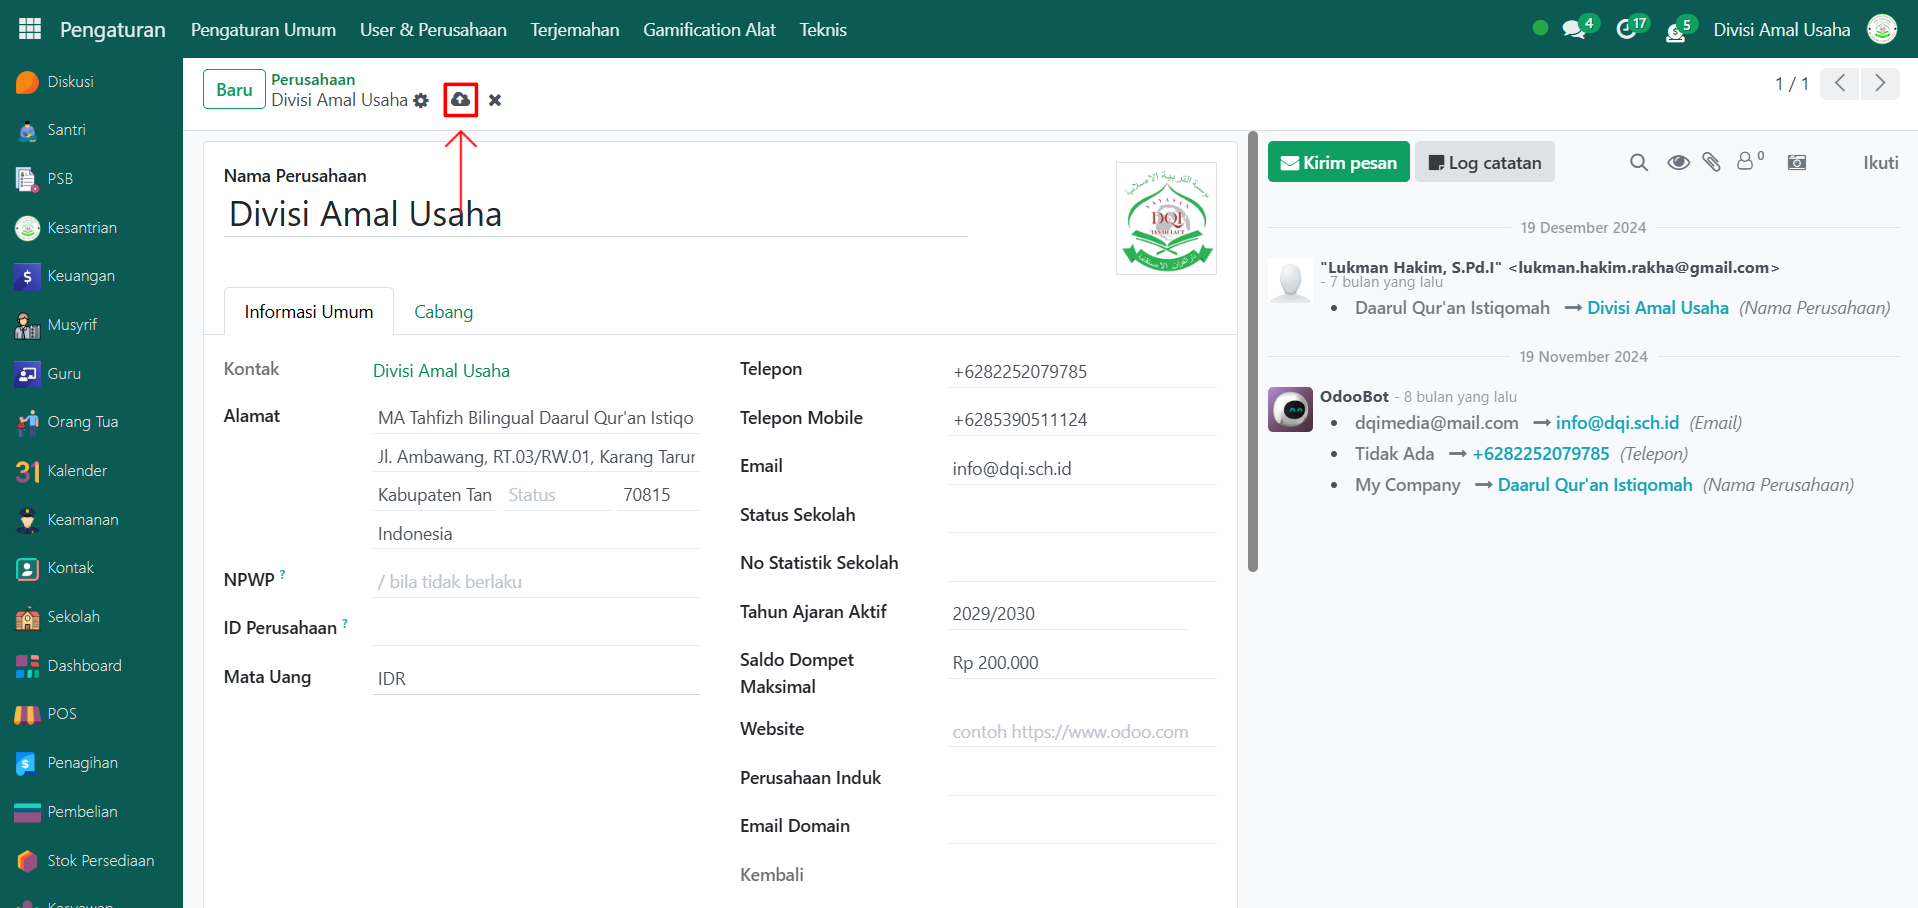 Pengaturan Pengaturan Umum User & Perusahaan Terjemahan Gamification Alat Teknis 4 17 5 Divisi Amal Usaha
Diskusi
Santri
PSB
Kesantrian
Keuangan
Musyrif
Guru
Orang Tua
31 Kalender
Keamanan
Kontak
Sekolah
Dashboard
POS
Penagihan
Pembelian
Stok Persediaan
Karyawan
Baru
Perusahaan
Divisi Amal Usaha
1 / 1
Nama Perusahaan
Divisi Amal Usaha
YAYASAN
DQI
TANAH LAUT
Informasi Umum Cabang
Kontak Divisi Amal Usaha
Alamat MA Tahfizh Bilingual Daarul Qur'an Istiqo
Jl. Ambawang, RT.03/RW.01, Karang Tarur
Kabupaten Tan Status 70815
Indonesia
NPWP ? / bila tidak berlaku
ID Perusahaan ?
Mata Uang IDR
Telepon +6282252079785
Telepon Mobile +6285390511124
Email info@dqi.sch.id
Status Sekolah
No Statistik Sekolah
Tahun Ajaran Aktif 2029/2030
Saldo Dompet Maksimal Rp 200.000
Website contoh https://www.odoo.com
Perusahaan Induk
Email Domain
Kembali
Kirim pesan Log catatan 0 Ikuti
19 Desember 2024
"Lukman Hakim, S.Pd.I" <lukman.hakim.rakha@gmail.com>
- 7 bulan yang lalu
• Daarul Qur'an Istiqomah → Divisi Amal Usaha (Nama Perusahaan)
19 November 2024
OdooBot - 8 bulan yang lalu
• dqimedia@mail.com → info@dqi.sch.id (Email)
• Tidak Ada → +6282252079785 (Telepon)
• My Company → Daarul Qur'an Istiqomah (Nama Perusahaan)